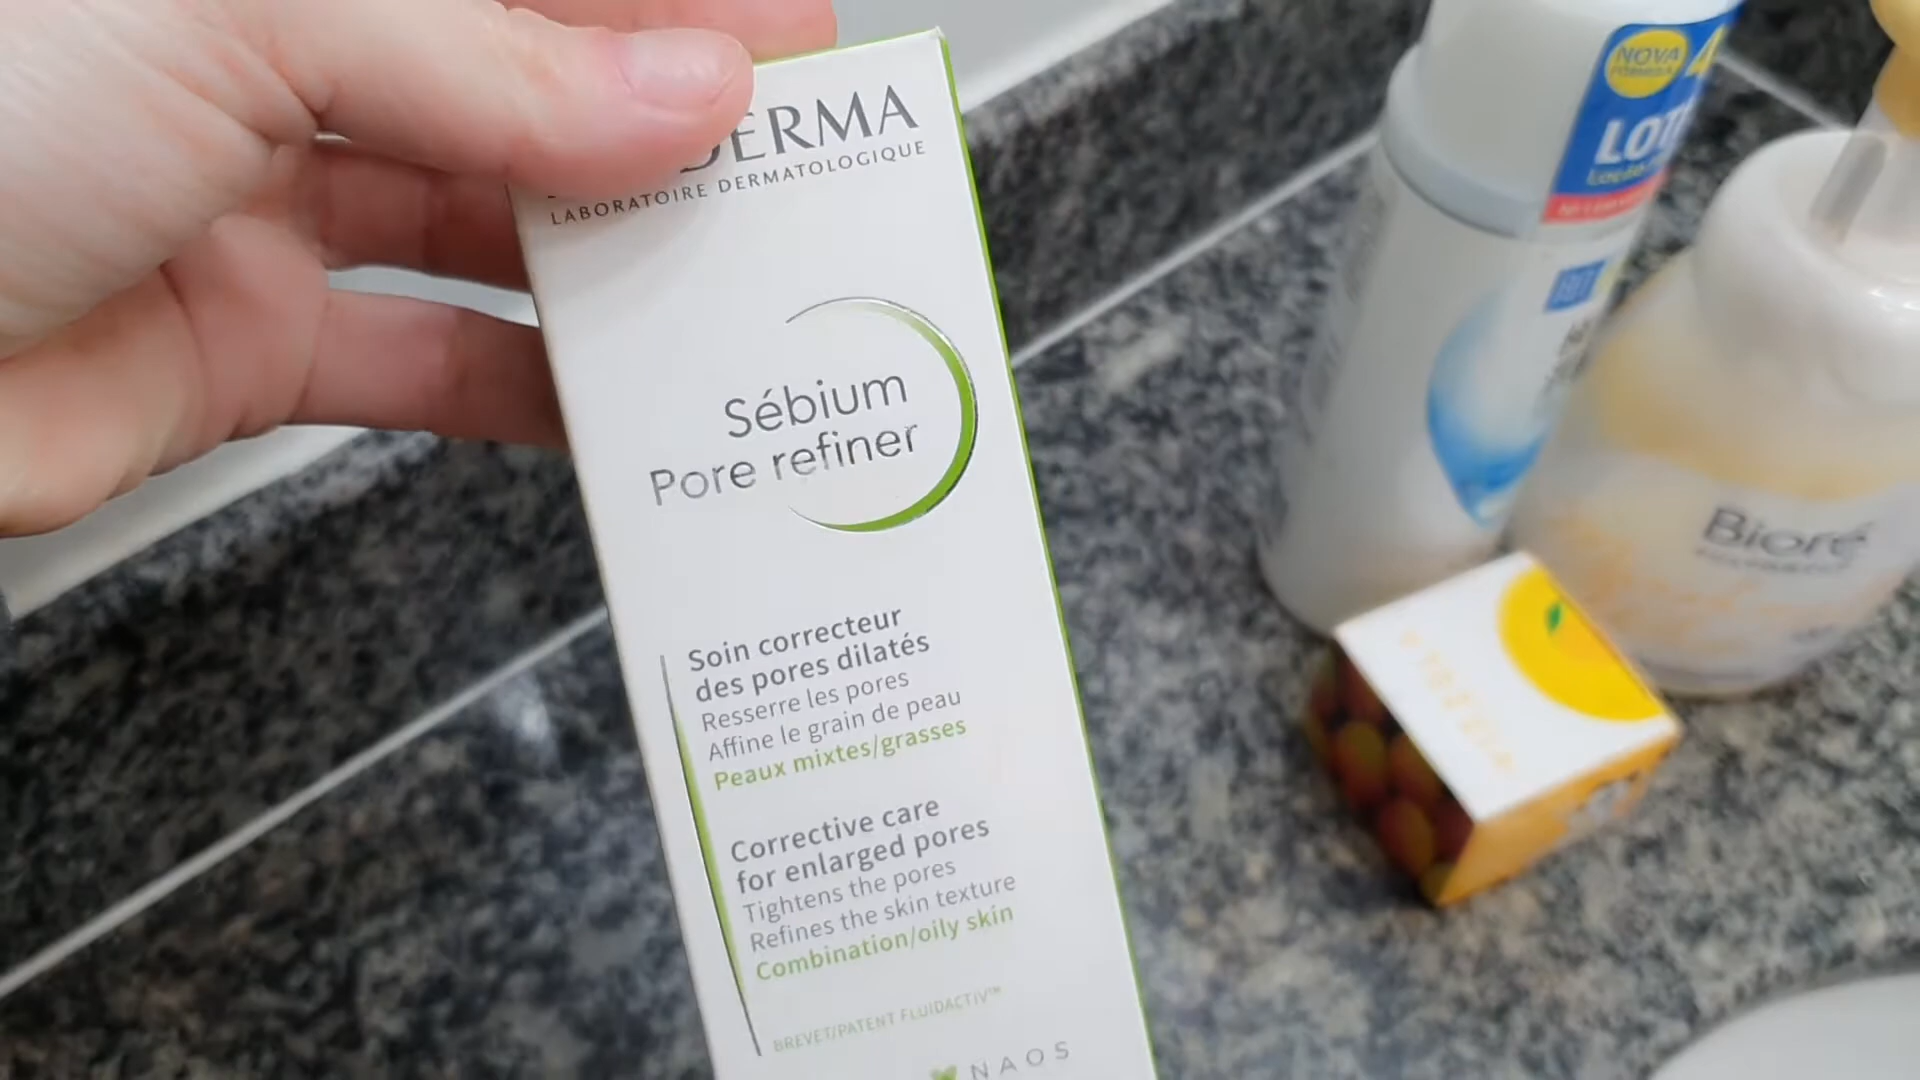 DERMA
LABORATOIRE DERMATOLOGIQUE
Sébium
Pore refiner
Soin correcteur
des pores dilatés
Resserre les pores
Affine le grain de peau
Peaux mixtes/grasses
Corrective care
for enlarged pores
Tightens the pores
Refines the skin texture
Combination/oily skin
BREVET/PATENT FLUIDACTIV™
NAOS
NOVA
FÓRMULA
LOT
Bioré